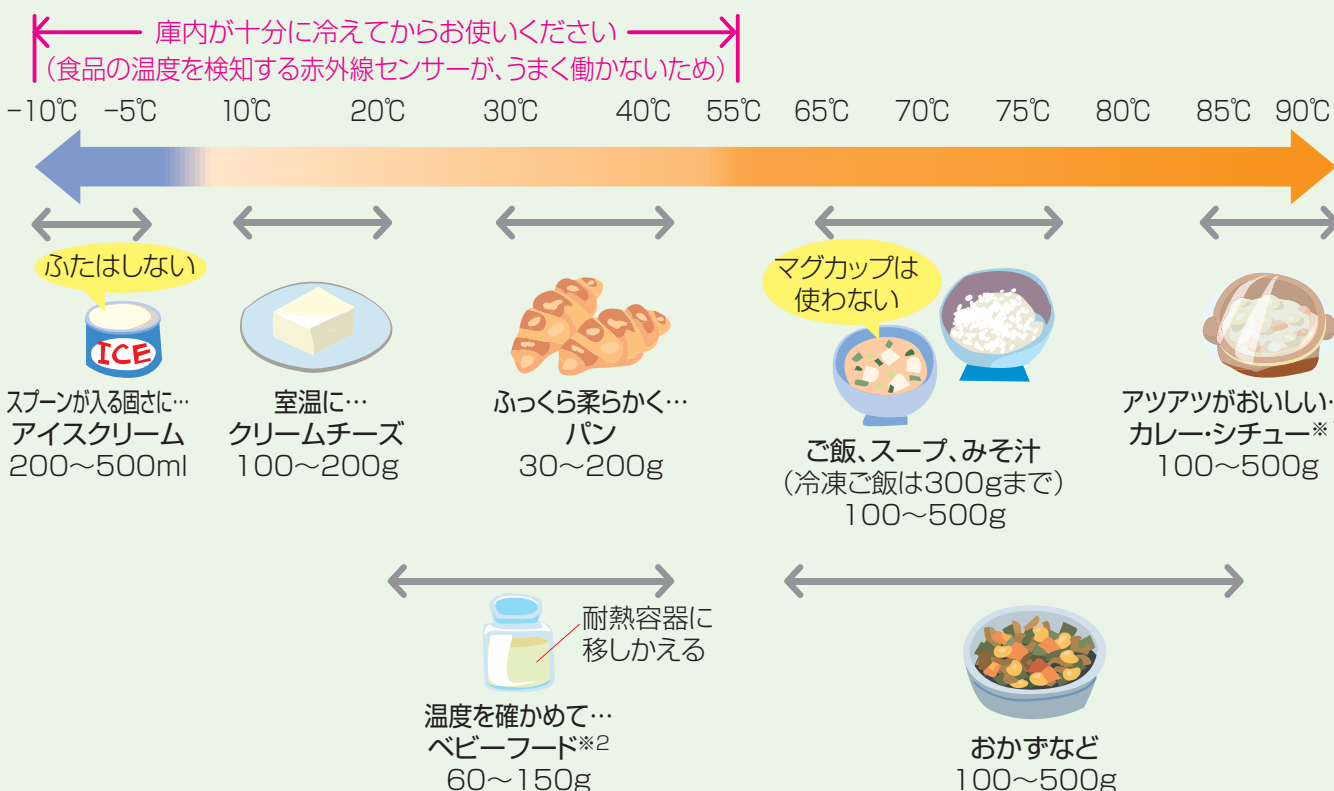 庫内が十分に冷えてからお使いください
(食品の温度を検知する赤外線センサーが、うまく働かないため)
-10℃ -5℃ 10℃ 20℃ 30℃ 40℃ 55℃ 65℃ 70℃ 75℃ 80℃ 85℃ 90℃
ふたはしない
ICE
スプーンが入る固さに…
アイスクリーム
200〜500ml
室温に…
クリームチーズ
100〜200g
ふっくら柔らかく…
パン
30〜200g
マグカップは
使わない
ご飯、スープ、みそ汁
(冷凍ご飯は300gまで)
100〜500g
アツアツがおいしい…
カレー・シチュー※
100〜500g
耐熱容器に
移しかえる
温度を確かめて…
ベビーフード※2
60〜150g
おかずなど
100〜500g